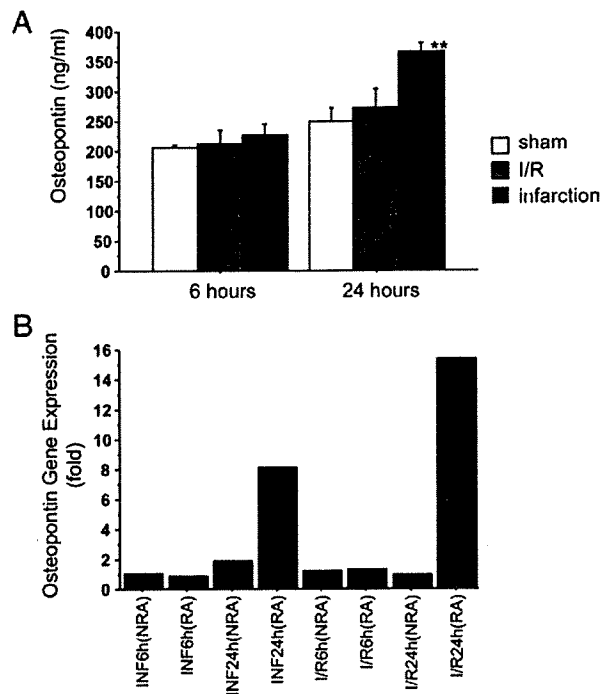 A
Osteopontin (ng/ml)
400
350
300
250
200
150
100
50
0
**
6 hours
24 hours
sham
I/R
infarction
B
Osteopontin Gene Expression
(fold)
16
14
12
10
8
6
4
2
0
INF6h(NRA)
INF6h(RA)
INF24h(NRA)
INF24h(RA)
I/R6h(NRA)
I/R6h(RA)
I/R24h(NRA)
I/R24h(RA)